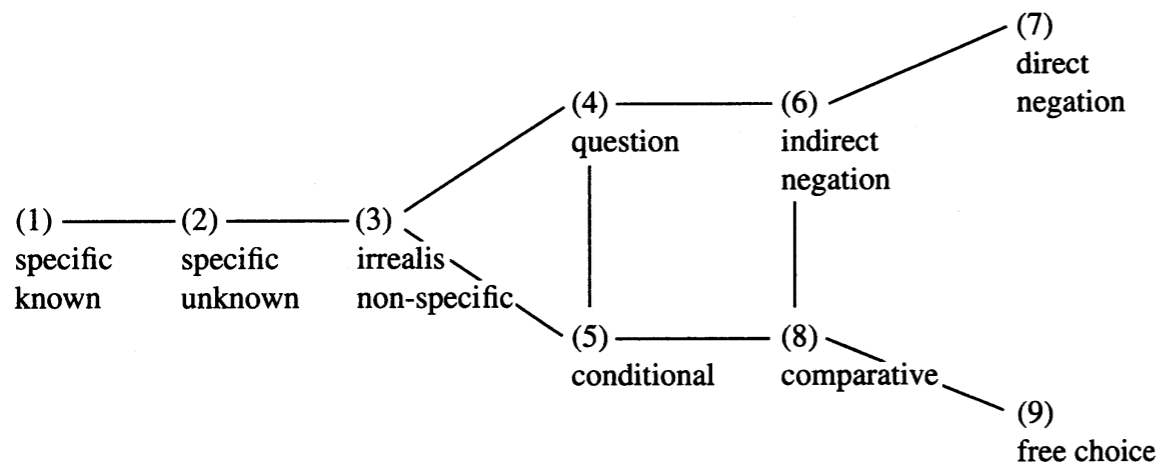 (7)
direct
negation
(4)
question
(6)
indirect
negation
(1)
specific
known
(2)
specific
unknown
(3)
irrealis
non-specific
(5)
conditional
(8)
comparative
(9)
free choice